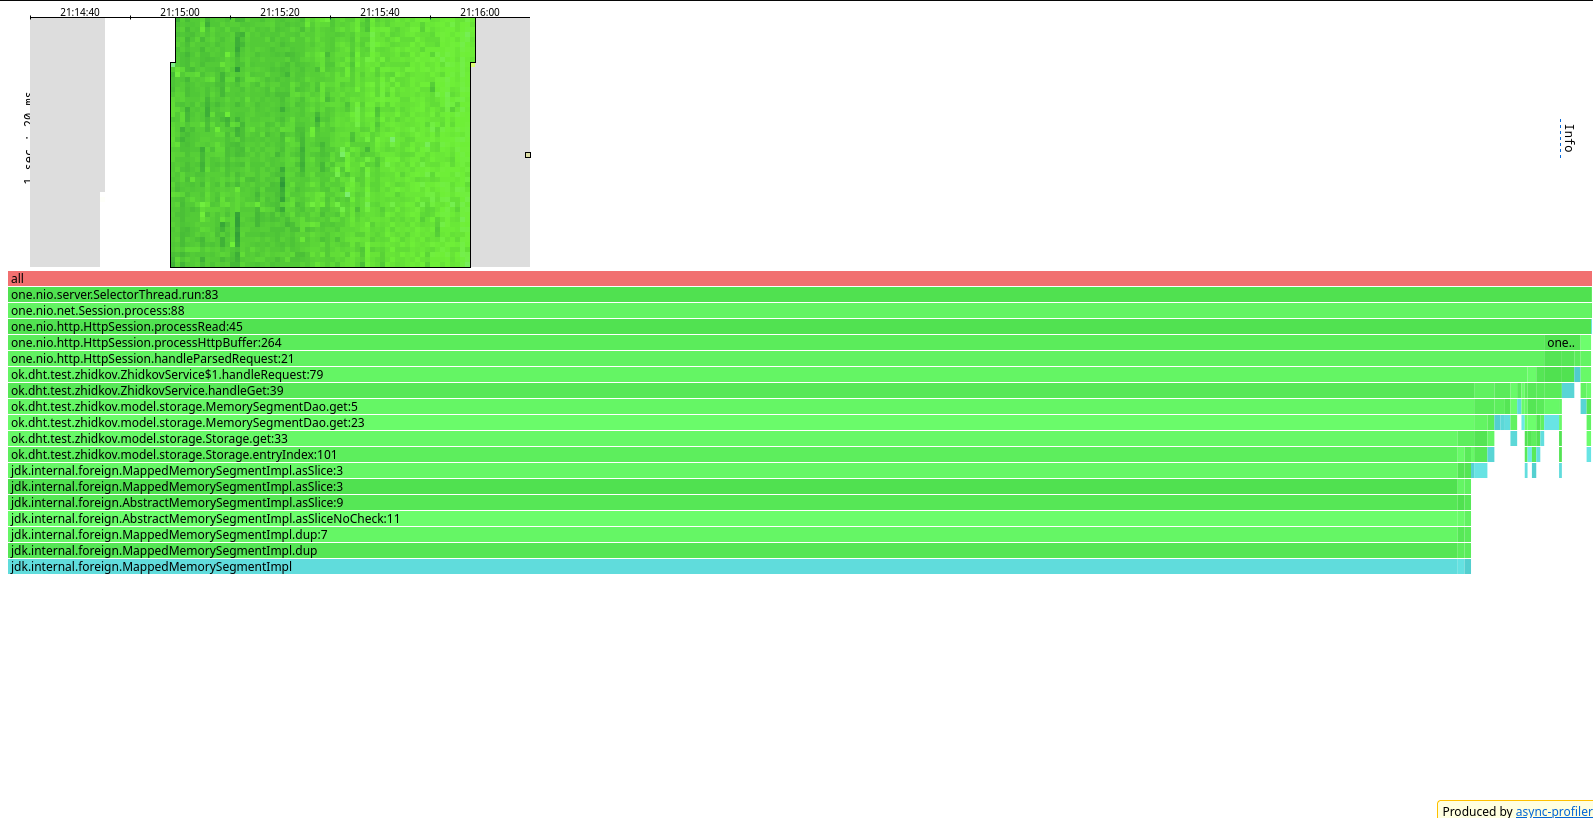 21:14:40 21:15:00 21:15:20 21:15:40 21:16:00
1 sec : 20 ms
Info
all
one.nio.server.SelectorThread.run:83
one.nio.net.Session.process:88
one.nio.http.HttpSession.processRead:45
one.nio.http.HttpSession.processHttpBuffer:264 one..
one.nio.http.HttpSession.handleParsedRequest:21
ok.dht.test.zhidkov.ZhidkovService$1.handleRequest:79
ok.dht.test.zhidkov.ZhidkovService.handleGet:39
ok.dht.test.zhidkov.model.storage.MemorySegmentDao.get:5
ok.dht.test.zhidkov.model.storage.MemorySegmentDao.get:23
ok.dht.test.zhidkov.model.storage.Storage.get:33
ok.dht.test.zhidkov.model.storage.Storage.entryIndex:101
jdk.internal.foreign.MappedMemorySegmentImpl.asSlice:3
jdk.internal.foreign.MappedMemorySegmentImpl.asSlice:3
jdk.internal.foreign.AbstractMemorySegmentImpl.asSlice:9
jdk.internal.foreign.AbstractMemorySegmentImpl.asSliceNoCheck:11
jdk.internal.foreign.MappedMemorySegmentImpl.dup:7
jdk.internal.foreign.MappedMemorySegmentImpl.dup
jdk.internal.foreign.MappedMemorySegmentImpl
Produced by async-profiler